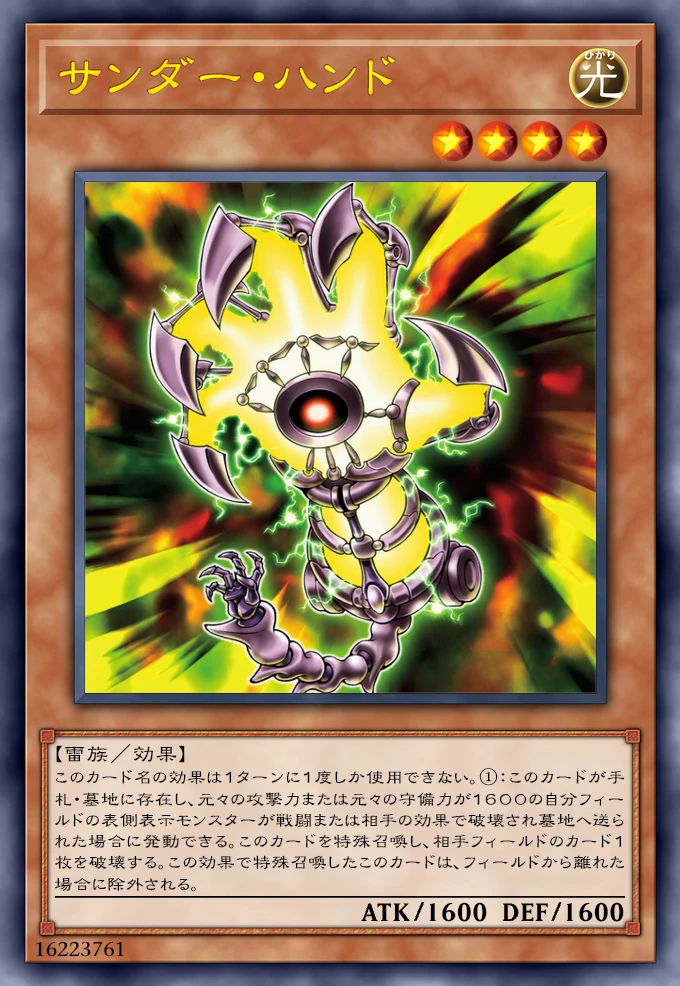 サンダー・ハンド
ひかり
光
【雷族／効果】
このカード名の効果は1ターンに1度しか使用できない。①：このカードが手
札・墓地に存在し、元々の攻撃力または元々の守備力が1600の自分フィー
ルドの表側表示モンスターが戦闘または相手の効果で破壊され墓地へ送ら
れた場合に発動できる。このカードを特殊召喚し、相手フィールドのカード1
枚を破壊する。この効果で特殊召喚したこのカードは、フィールドから離れた
場合に除外される。
ATK/1600 DEF/1600
16223761